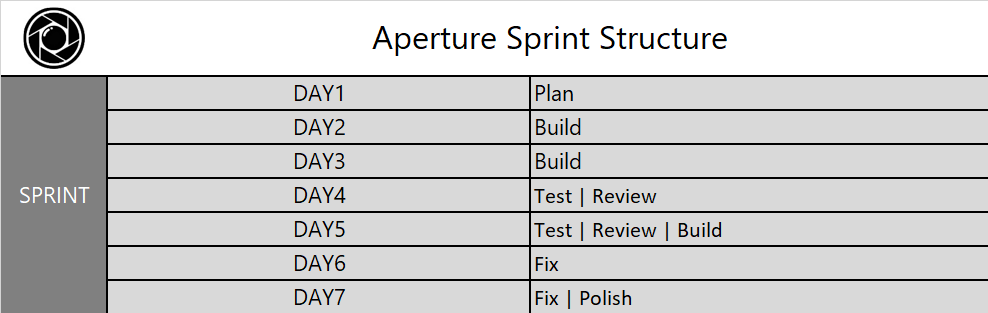 Aperture Sprint Structure
SPRINT
DAY1 Plan
DAY2 Build
DAY3 Build
DAY4 Test | Review
DAY5 Test | Review | Build
DAY6 Fix
DAY7 Fix | Polish